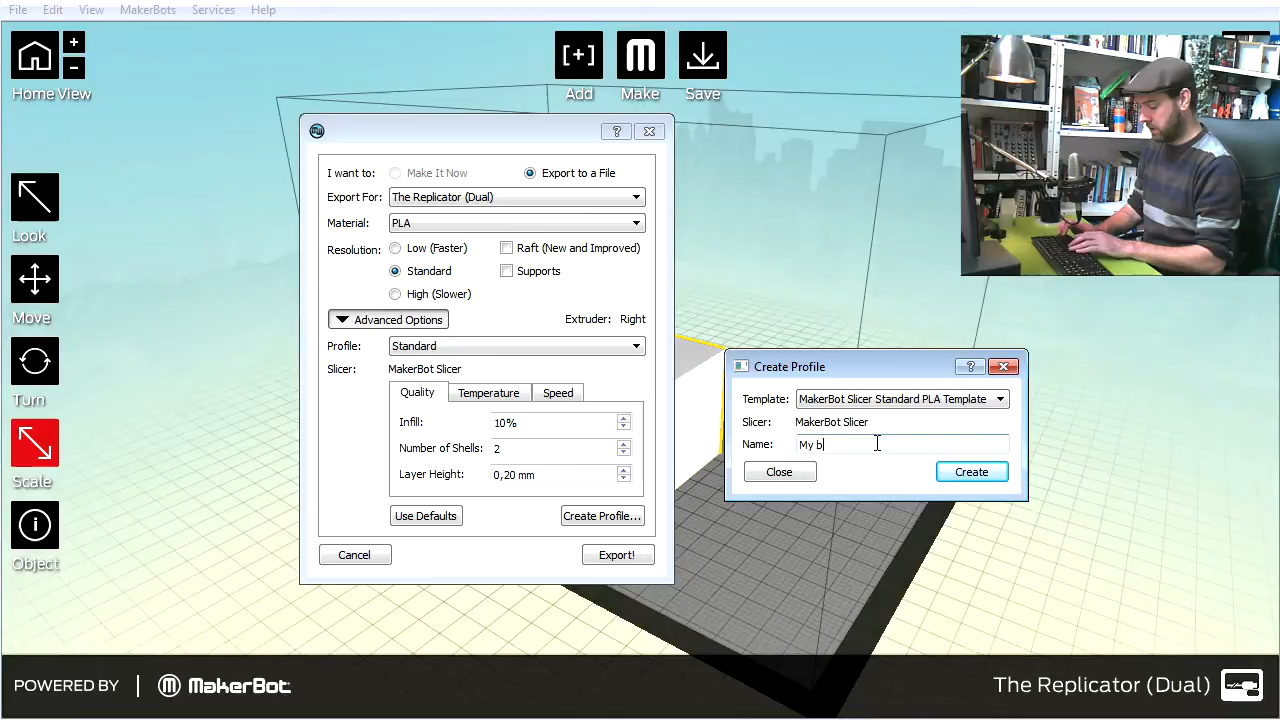 File Edit View MakerBots Services Help
+
-
Home View
[+] M
Add Make Save
Look
Move
Turn
Scale
i
Object
? X
I want to: Make It Now Export to a File
Export For: The Replicator (Dual)
Material: PLA
Resolution: Low (Faster) Raft (New and Improved)
Standard Supports
High (Slower)
Advanced Options Extruder: Right
Profile: Standard
Slicer: MakerBot Slicer
Quality Temperature Speed
Infill: 10%
Number of Shells: 2
Layer Height: 0,20 mm
Use Defaults Create Profile...
Cancel Export!
Create Profile ? X
Template: MakerBot Slicer Standard PLA Template
Slicer: MakerBot Slicer
Name: My b
Close Create
POWERED BY | M MakerBot
The Replicator (Dual)